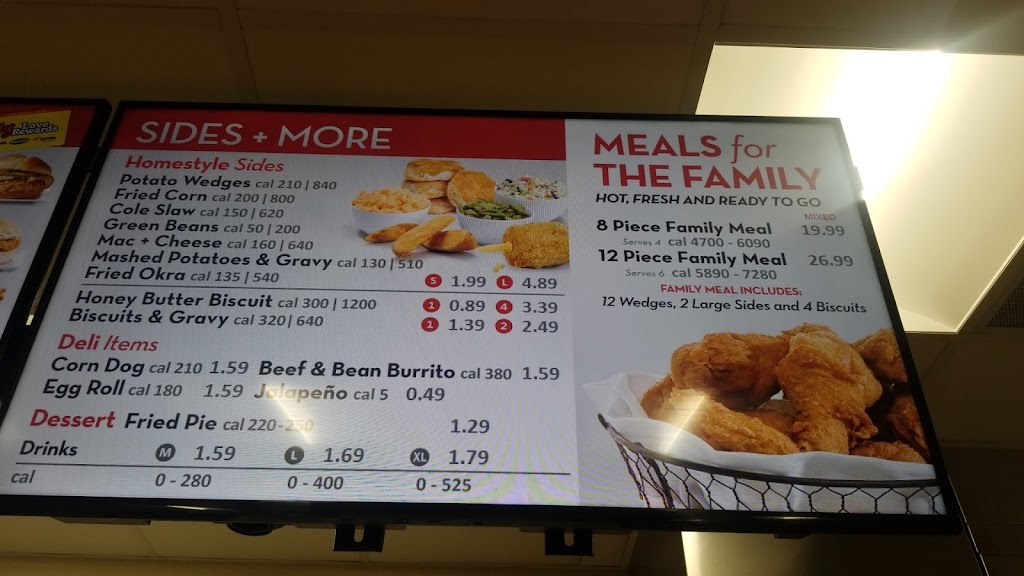 Love
Rewards
SIDES + MORE
Homestyle Sides
Potato Wedges cal 210 | 840
Fried Corn cal 200 | 800
Cole Slaw cal 150 | 620
Green Beans cal 50 | 200
Mac + Cheese cal 160 | 640
Mashed Potatoes & Gravy cal 130 | 510
Fried Okra cal 135 | 540 S 1.99 L 4.89
Honey Butter Biscuit cal 300 | 1200 1 0.89 4 3.39
Biscuits & Gravy cal 320 | 640 1 1.39 2 2.49
Deli Items
Corn Dog cal 210 1.59 Beef & Bean Burrito cal 380 1.59
Egg Roll cal 180 1.59 Jalapeño cal 5 0.49
Dessert Fried Pie cal 220-250 1.29
Drinks M 1.59 L 1.69 XL 1.79
cal 0 - 280 0 - 400 0 - 525
MEALS for
THE FAMILY
HOT, FRESH AND READY TO GO
MIXED
8 Piece Family Meal 19.99
Serves 4 cal 4700 - 6090
12 Piece Family Meal 26.99
Serves 6 cal 5890 - 7280
FAMILY MEAL INCLUDES:
12 Wedges, 2 Large Sides and 4 Biscuits